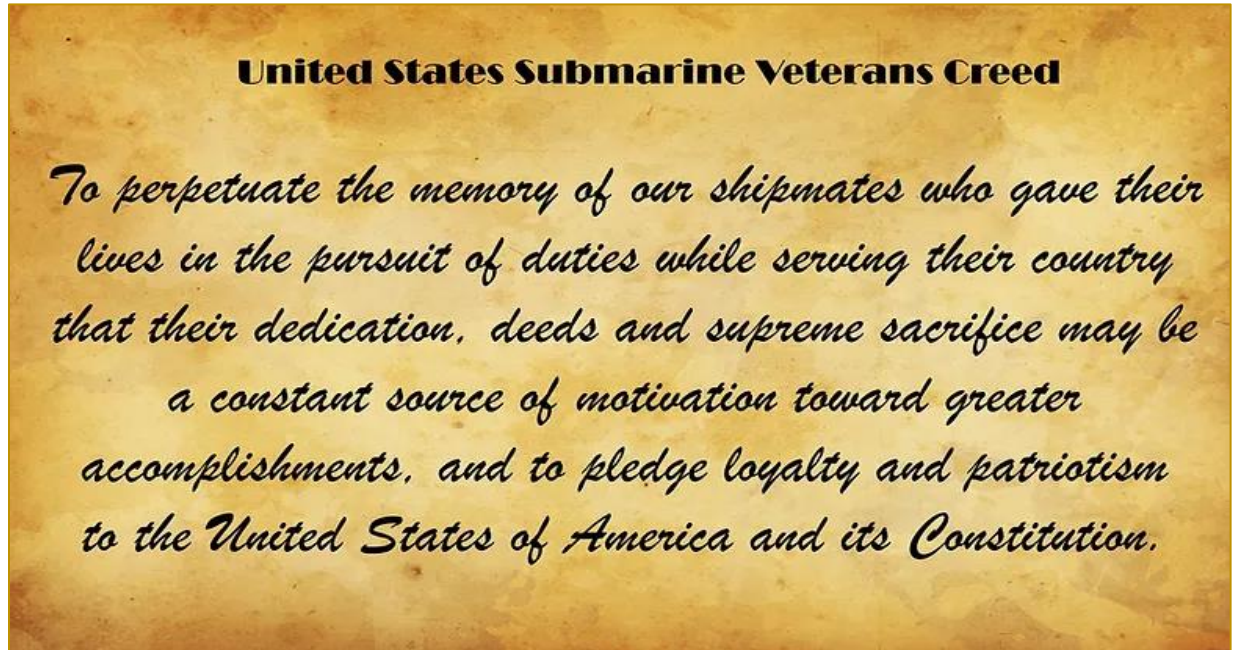 United States Submarine Veterans Creed
To perpetuate the memory of our shipmates who gave their
lives in the pursuit of duties while serving their country
that their dedication, deeds and supreme sacrifice may be
a constant source of motivation toward greater
accomplishments, and to pledge loyalty and patriotism
to the United States of America and its Constitution.